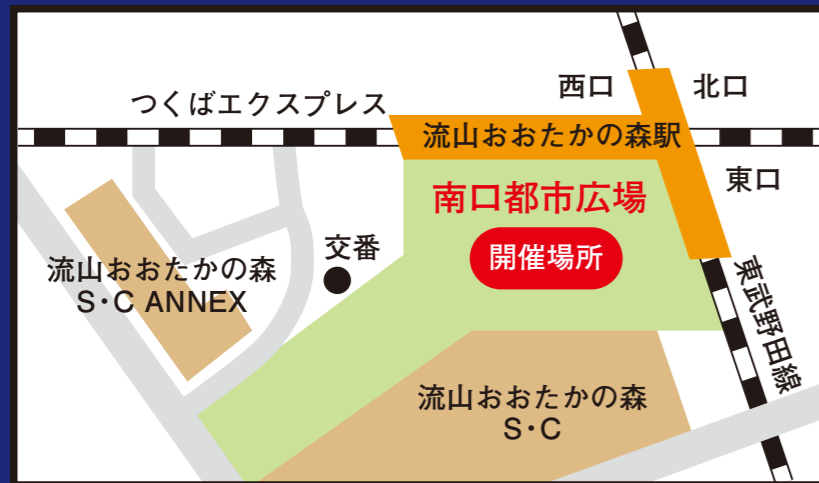 西口
北口
つくばエクスプレス
流山おおたかの森駅
東口
南口都市広場
交番
開催場所
流山おおたかの森
S・C ANNEX
東武野田線
流山おおたかの森
S・C